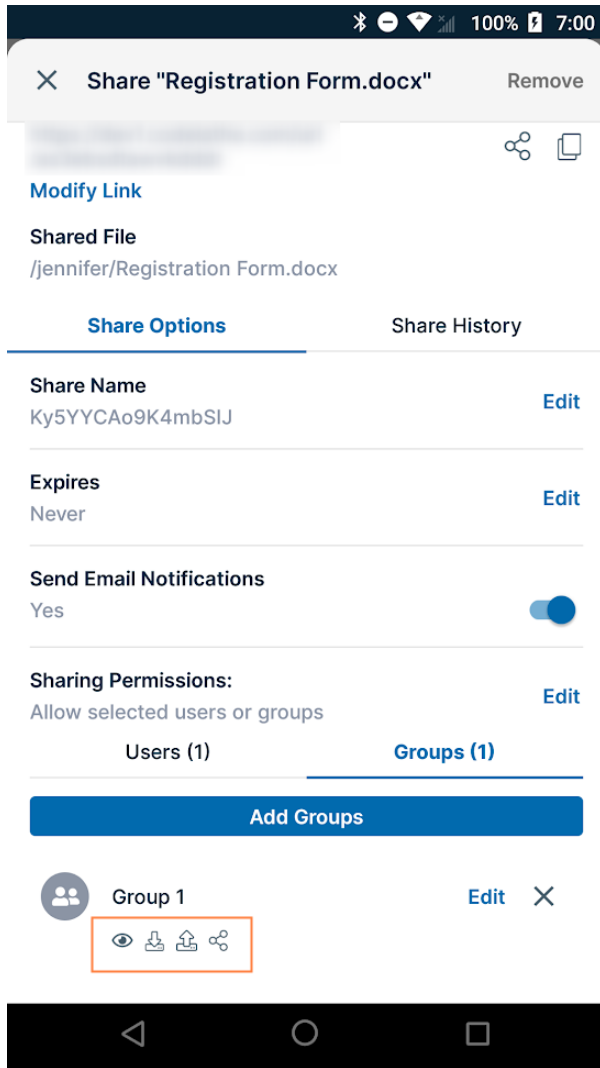 100% 7:00
Share "Registration Form.docx" Remove
Modify Link
Shared File
/jennifer/Registration Form.docx
Share Options Share History
Share Name
Ky5YYCAo9K4mbSIJ Edit
Expires
Never Edit
Send Email Notifications
Yes
Sharing Permissions:
Allow selected users or groups Edit
Users (1) Groups (1)
Add Groups
Group 1 Edit